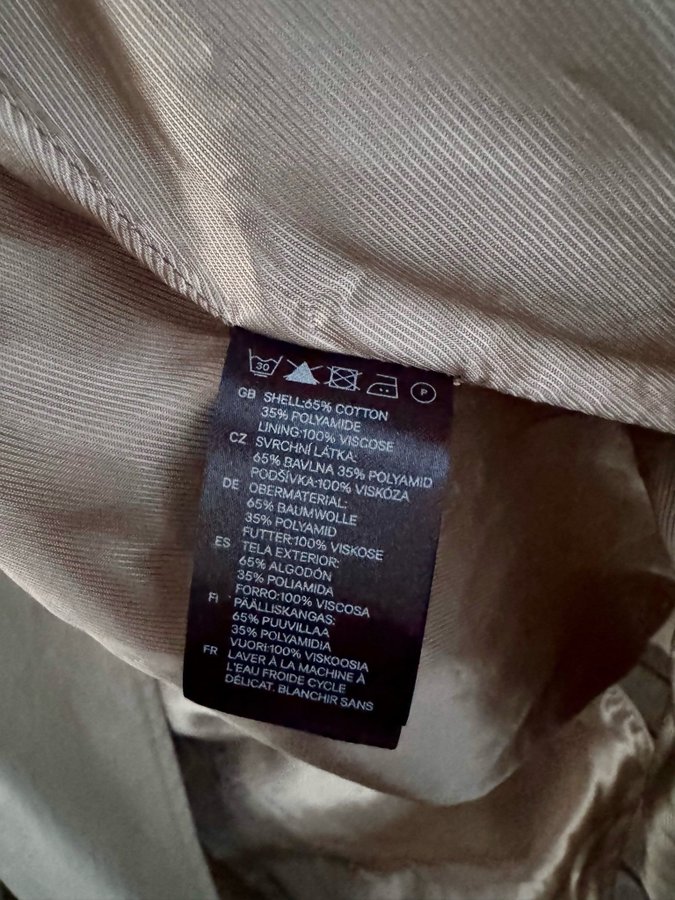 30
P
GB SHELL:65% COTTON
35% POLYAMIDE
LINING:100% VISCOSE
CZ SVRCHNÍ LÁTKA:
65% BAVLNA 35% POLYAMID
PODŠÍVKA:100% VISKÓZA
DE OBERMATERIAL:
65% BAUMWOLLE
35% POLYAMID
FUTTER:100% VISKOSE
ES TELA EXTERIOR:
65% ALGODÓN
35% POLIAMIDA
FORRO:100% VISCOSA
FI PÄÄLLISKANGAS:
65% PUUVILLAA
35% POLYAMIDIA
VUORI:100% VISKOOSIA
FR LAVER À LA MACHINE À
L'EAU FROIDE CYCLE
DÉLICAT. BLANCHIR SANS